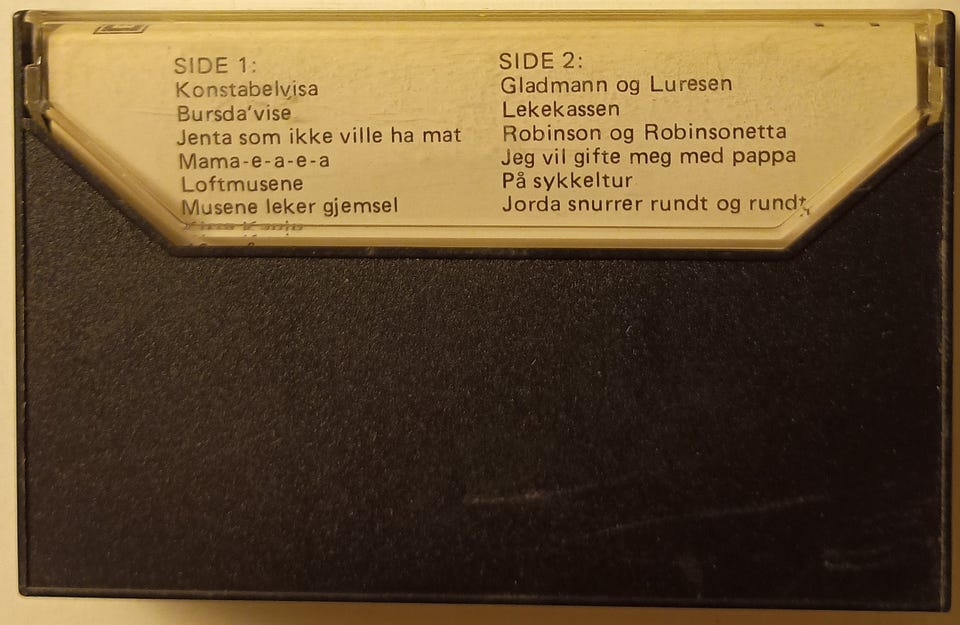 SIDE 1:
Konstabelvisa
Bursda'vise
Jenta som ikke ville ha mat
Mama-e-a-e-a
Loftmusene
Musene leker gjemsel
SIDE 2:
Gladmann og Luresen
Lekekassen
Robinson og Robinsonetta
Jeg vil gifte meg med pappa
På sykkeltur
Jorda snurrer rundt og rundt